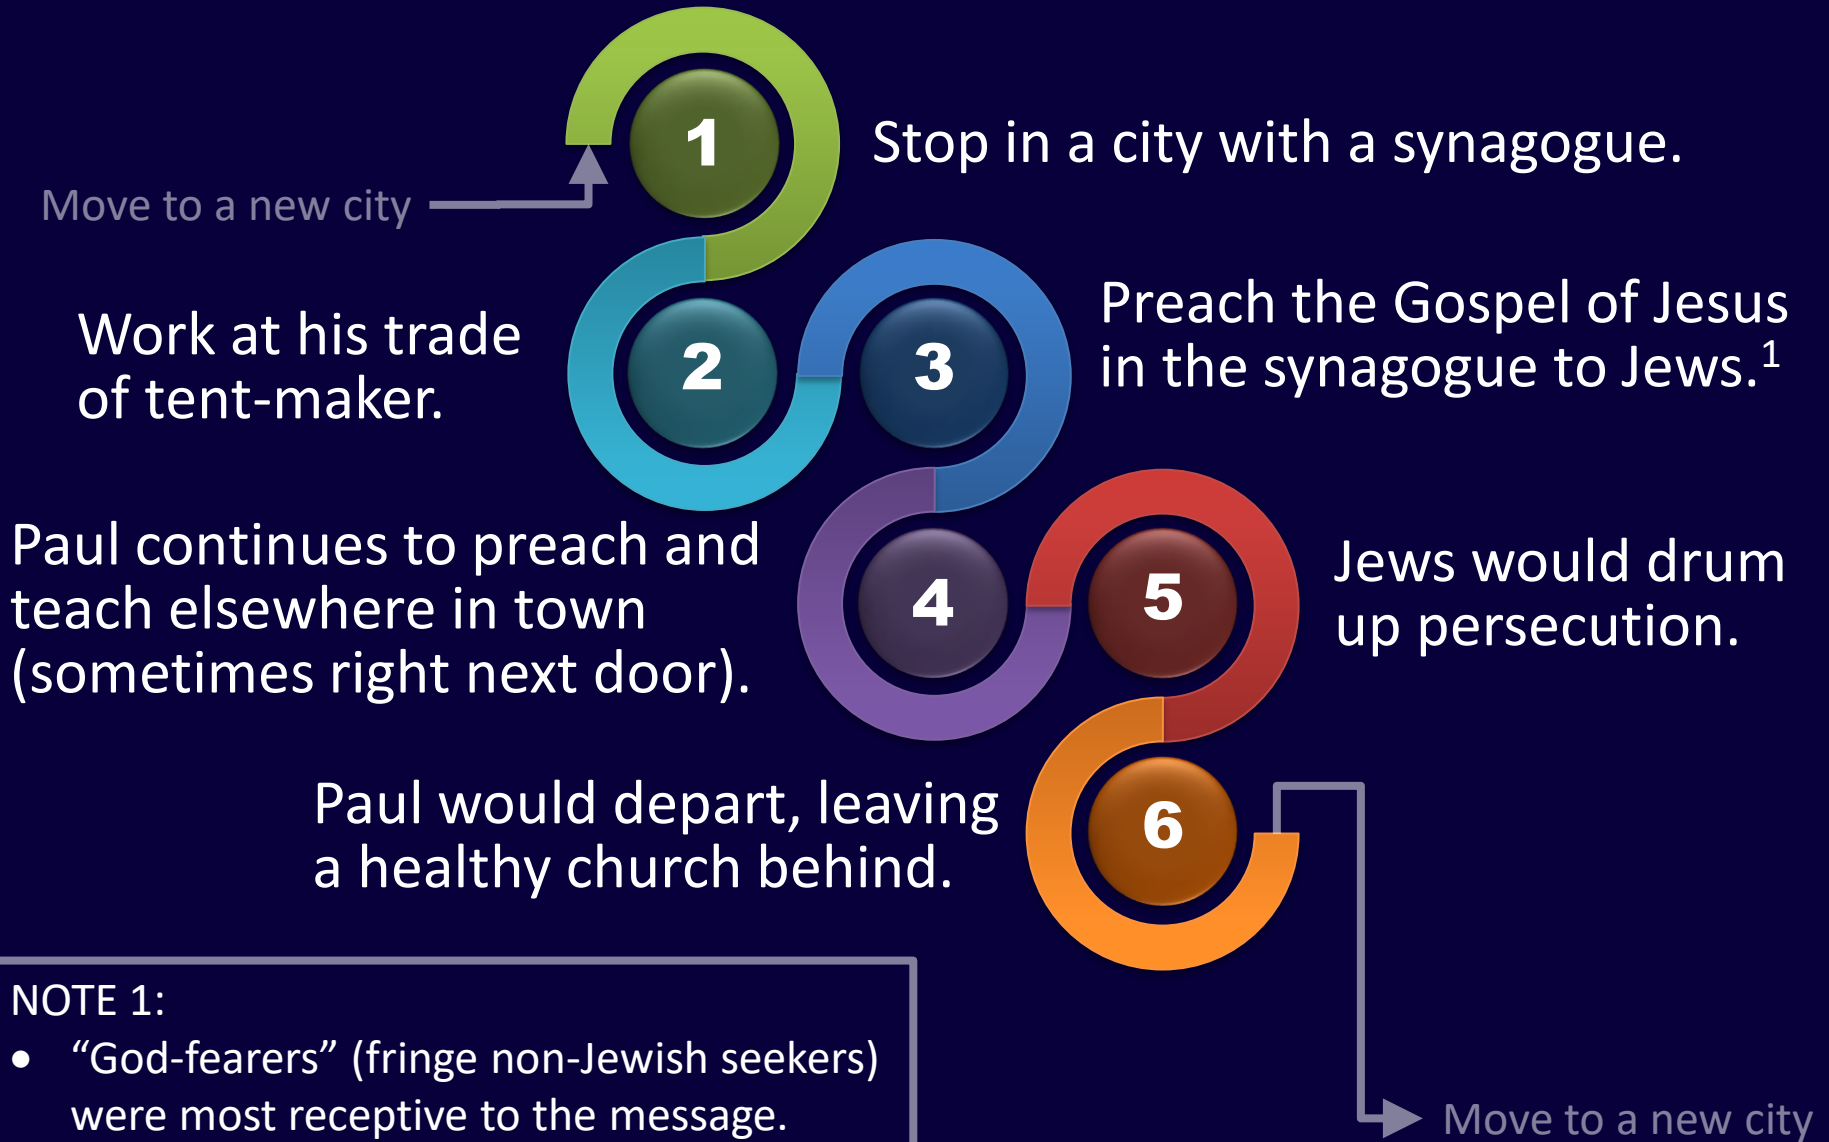 1
Stop in a city with a synagogue.
Move to a new city
2
Work at his trade
of tent-maker.
3
Preach the Gospel of Jesus
in the synagogue to Jews.¹
4
Paul continues to preach and
teach elsewhere in town
(sometimes right next door).
5
Jews would drum
up persecution.
6
Paul would depart, leaving
a healthy church behind.
NOTE 1:
• “God-fearers” (fringe non-Jewish seekers)
were most receptive to the message.
Move to a new city